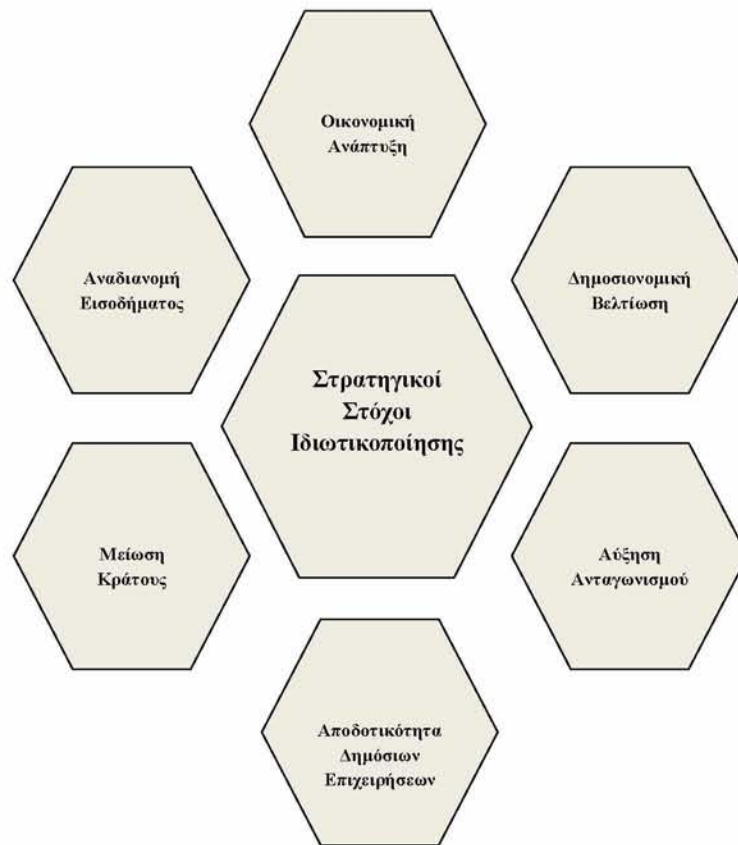 Οικονομική
Ανάπτυξη
Αναδιανομή
Εισοδήματος
Δημοσιονομική
Βελτίωση
Στρατηγικοί
Στόχοι
Ιδιωτικοποίησης
Μείωση
Κράτους
Αύξηση
Ανταγωνισμού
Αποδοτικότητα
Δημόσιων
Επιχειρήσεων